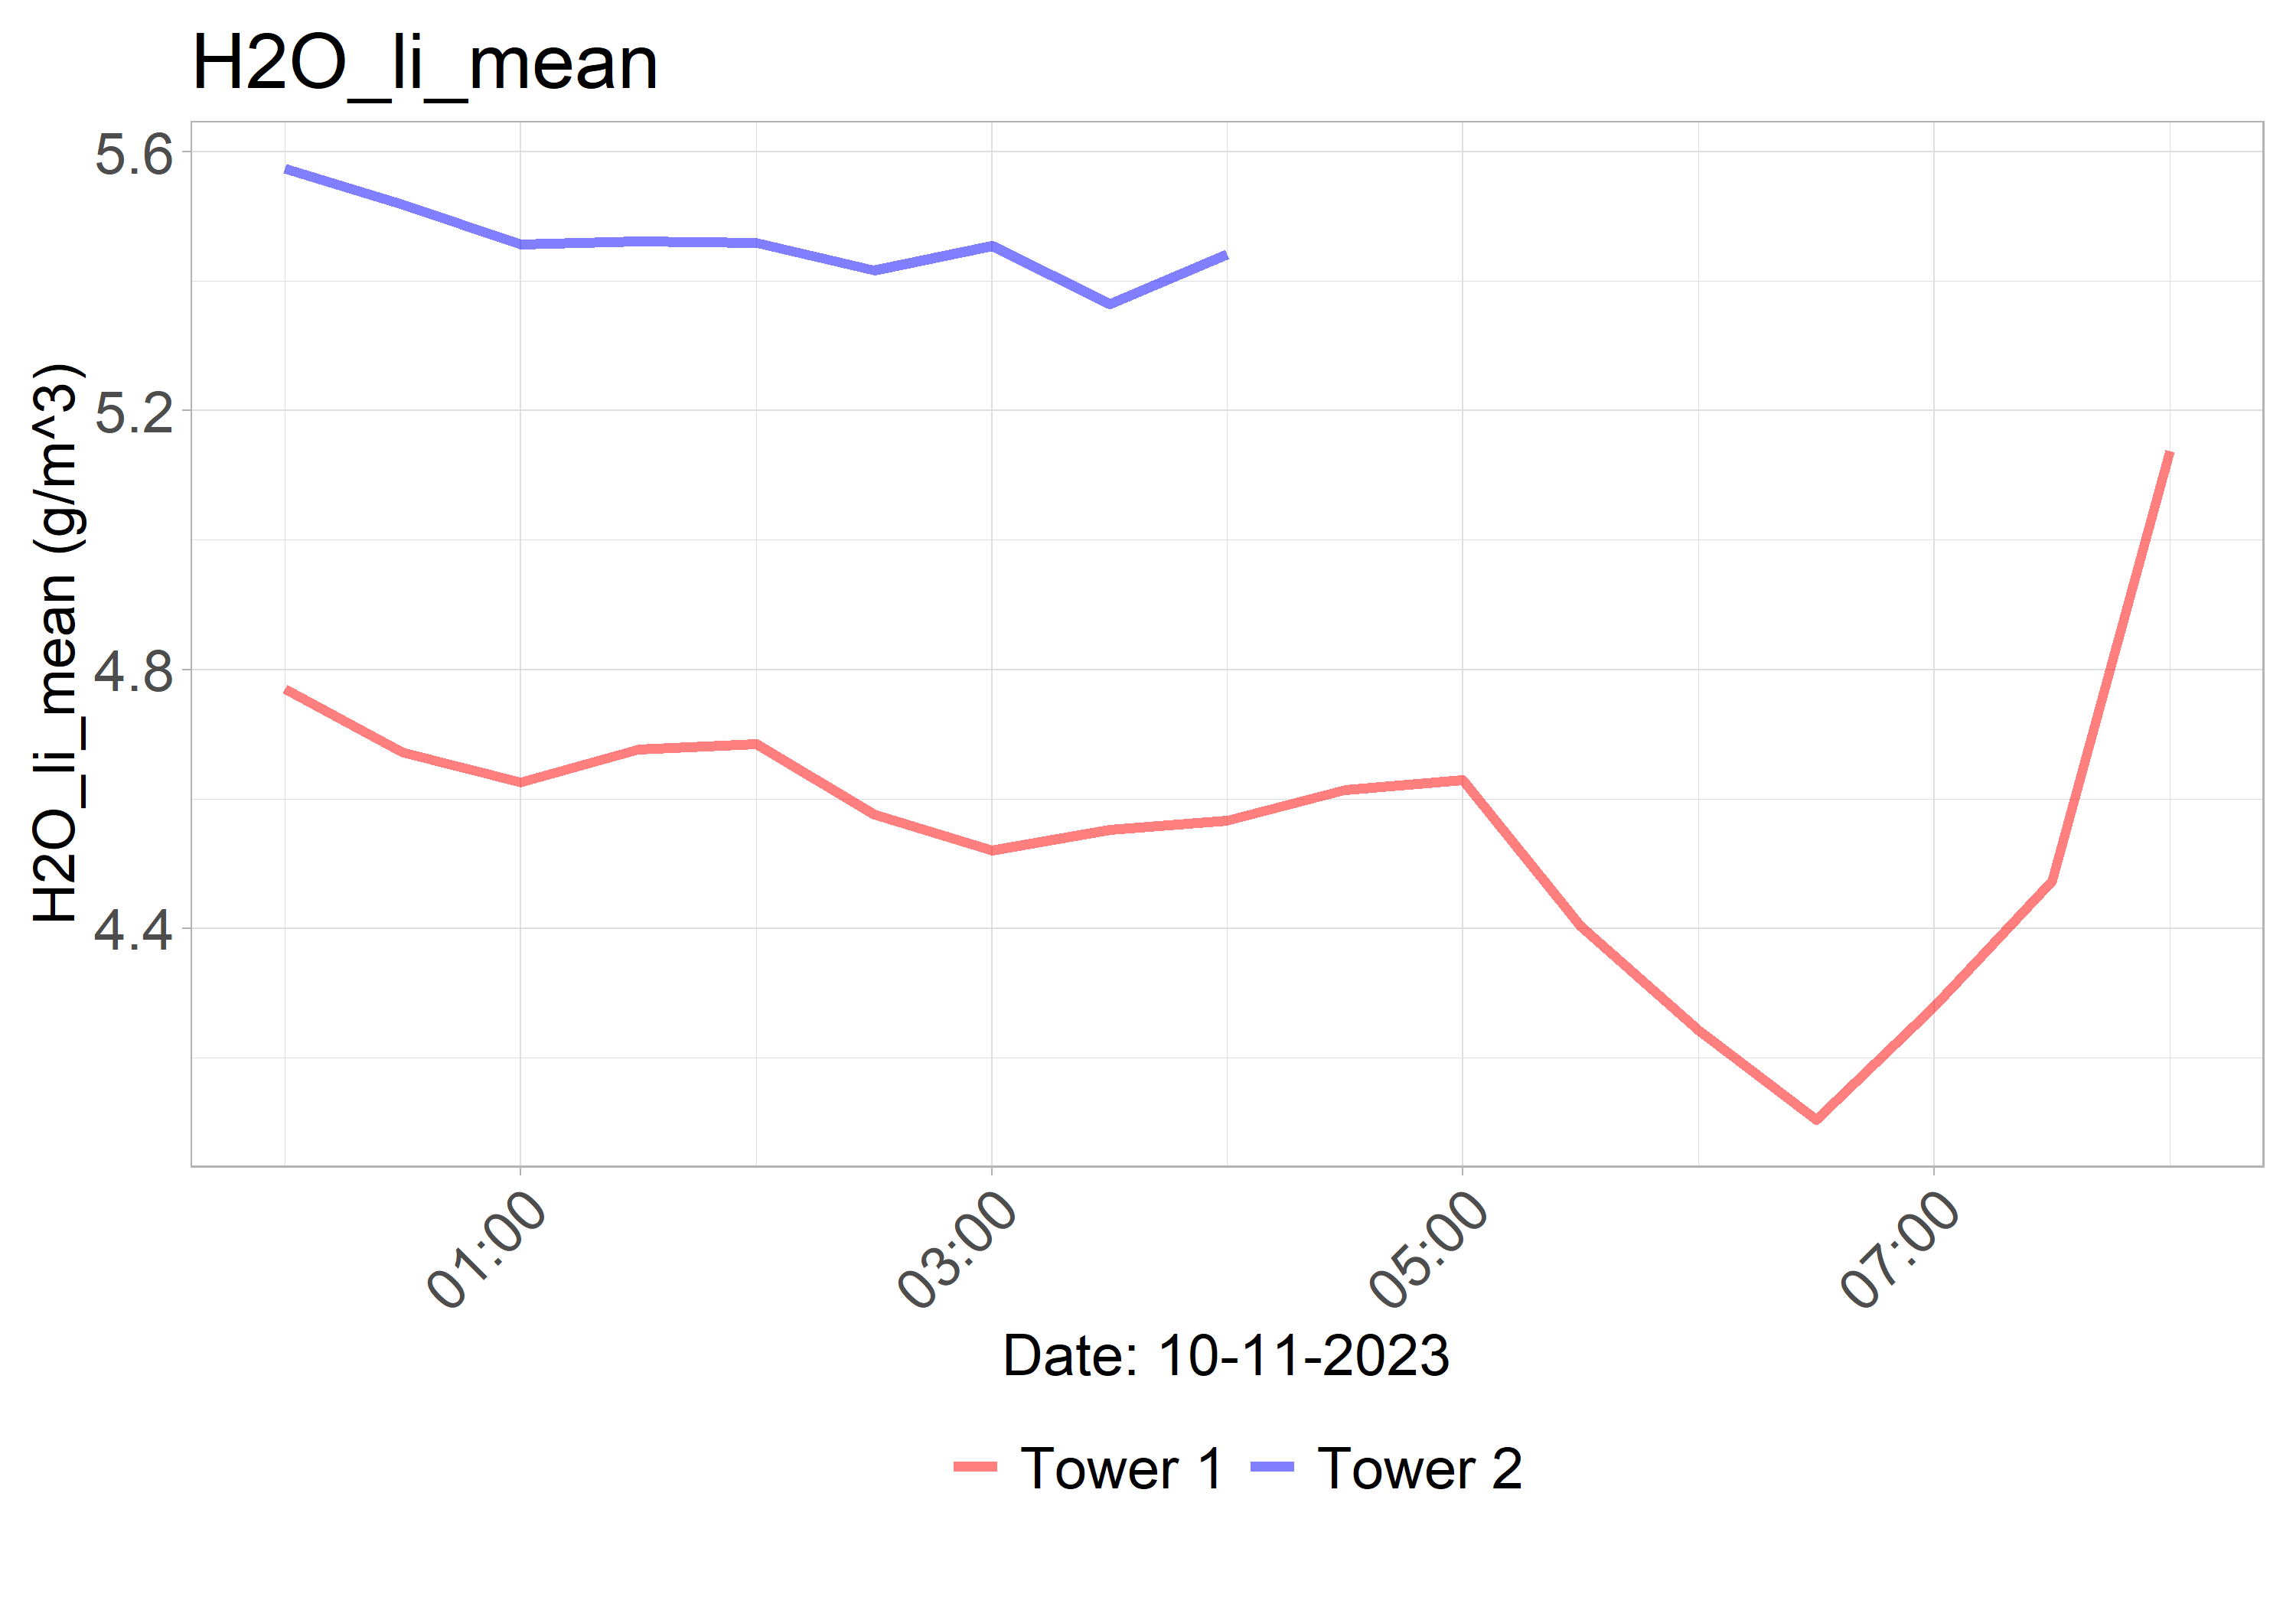 H2O_li_mean
H2O_li_mean (g/m^3)
5.6
5.2
4.8
4.4
01:00
03:00
05:00
07:00
Date: 10-11-2023
Tower 1
Tower 2